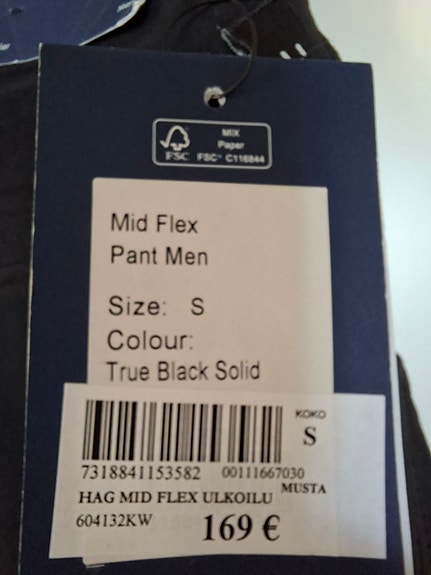 MIX
Paper
FSC FSC™ C116844
Mid Flex
Pant Men
Size: S
Colour:
True Black Solid
KOKO
S
7318841153582 00111667030
HAG MID FLEX ULKOILU MUSTA
604132KW 169 €